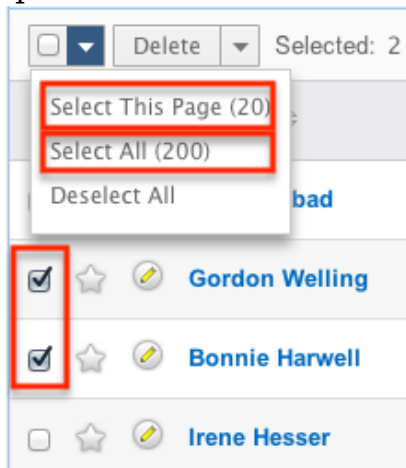 Delete Selected: 2
Select This Page (20)
Select All (200)
Deselect All
bad
Gordon Welling
Bonnie Harwell
Irene Hesser